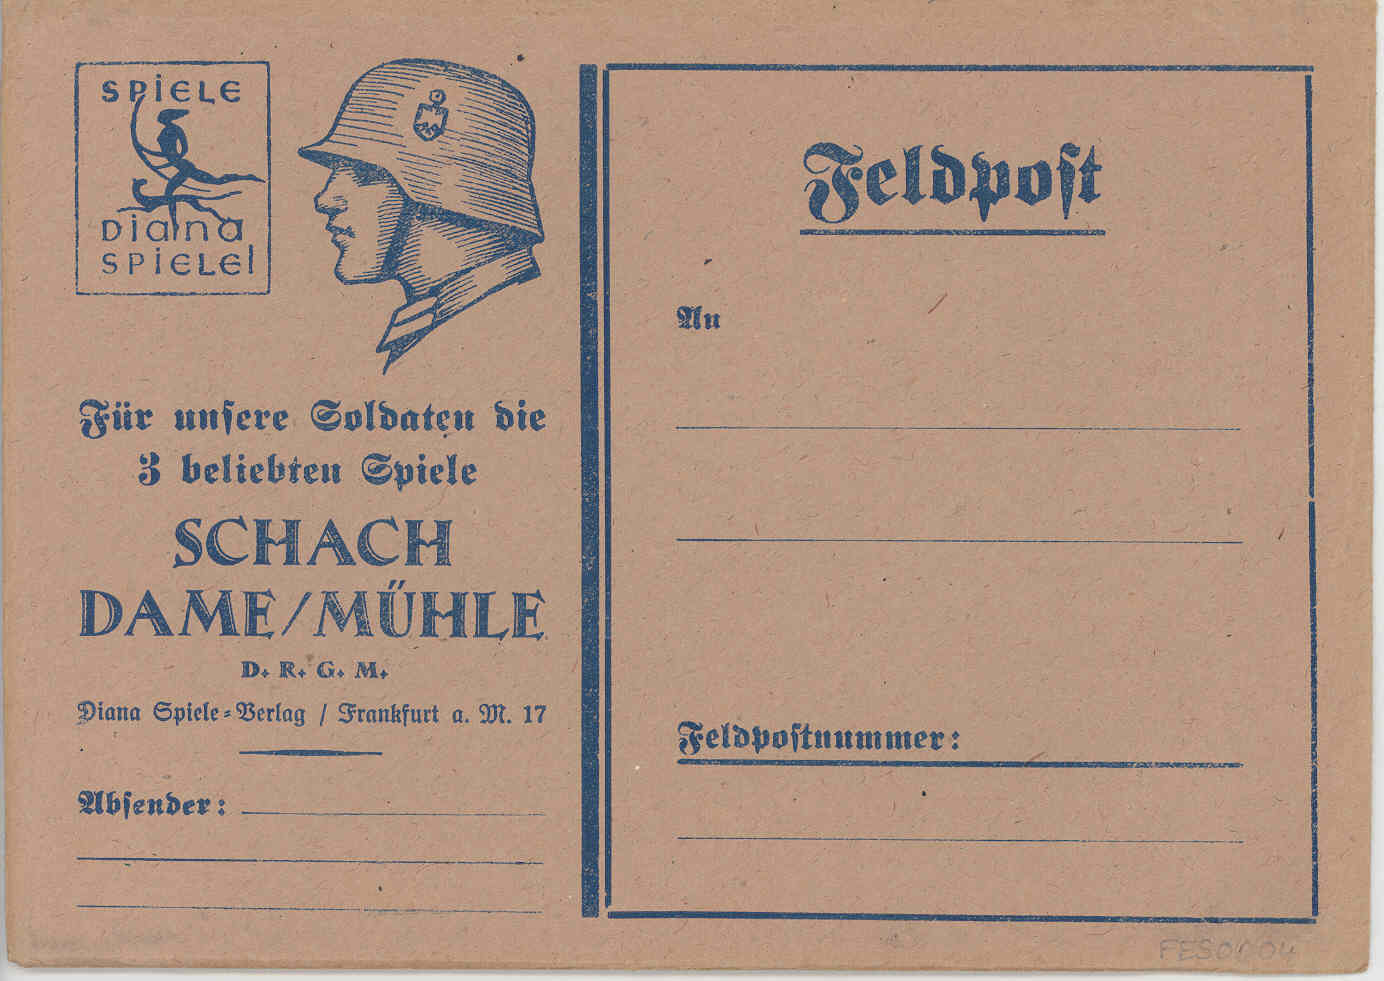 SPiELE
Diana
SPiELE!
Für unsere Soldaten die
3 beliebten Spiele
SCHACH
DAME/MÜHLE
D. R. G. M.
Diana Spiele-Verlag / Frankfurt a. M. 17
Absender:
Feldpost
An
Feldpostnummer:
FES0004